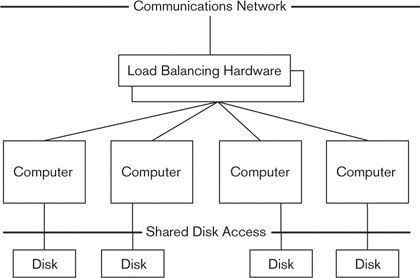 Communications Network
Load Balancing Hardware
Computer Computer Computer Computer
Shared Disk Access
Disk Disk Disk Disk